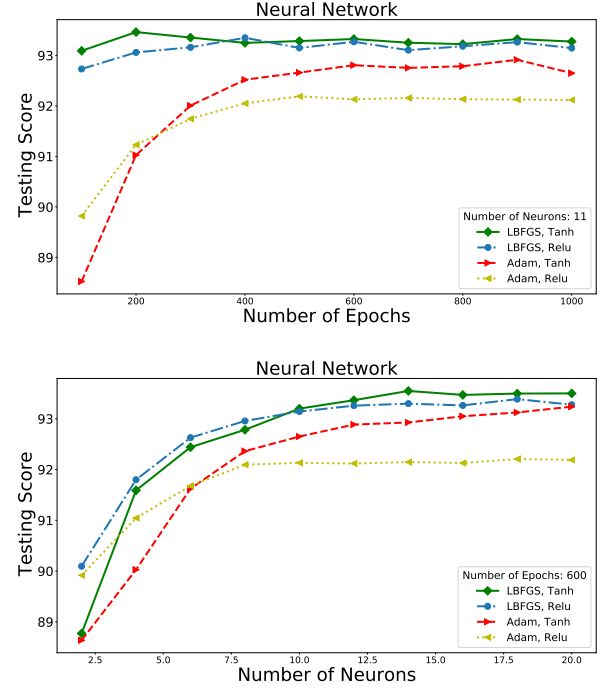 Neural Network
93
92
91
90
89
Testing Score
Number of Neurons: 11
LBFGS, Tanh
LBFGS, Relu
Adam, Tanh
Adam, Relu
200 400 600 800 1000
Number of Epochs
Neural Network
93
92
91
90
89
Testing Score
Number of Epochs: 600
LBFGS, Tanh
LBFGS, Relu
Adam, Tanh
Adam, Relu
2.5 5.0 7.5 10.0 12.5 15.0 17.5 20.0
Number of Neurons